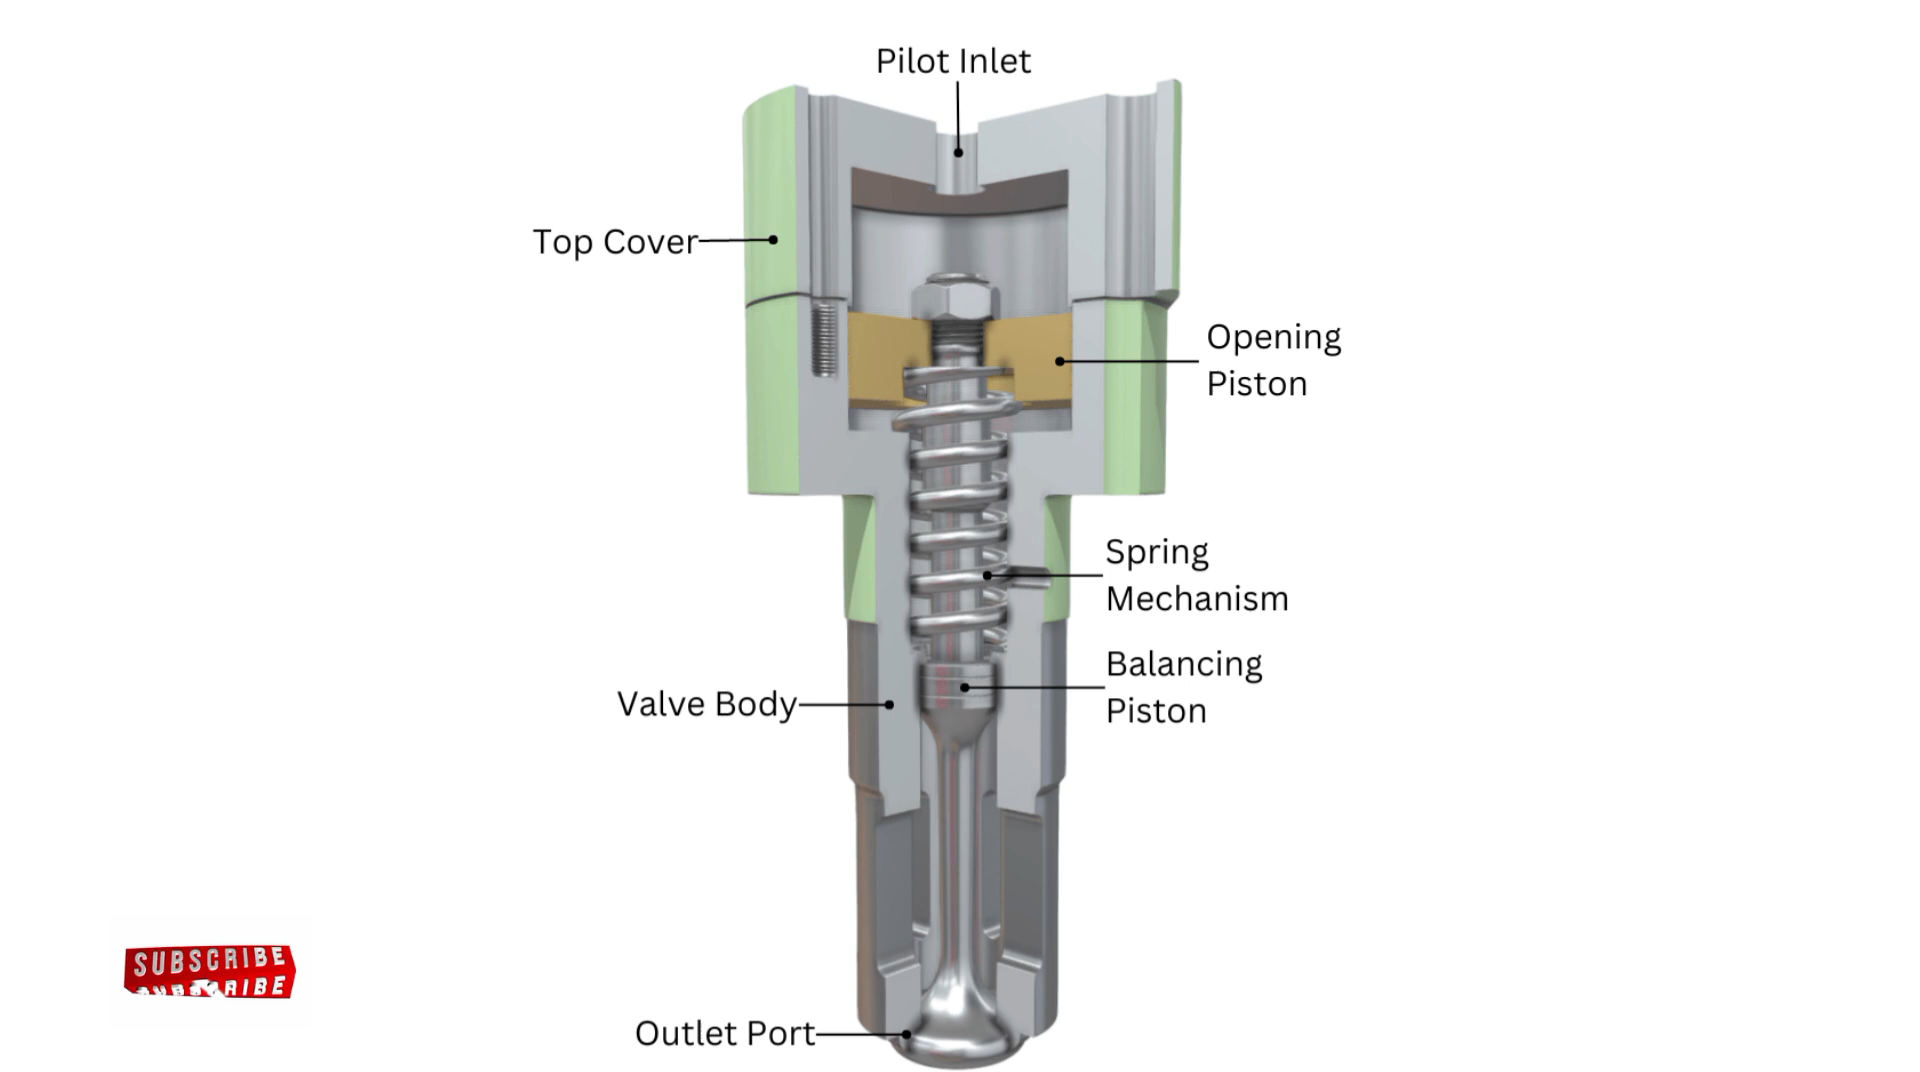 Pilot Inlet
Top Cover
Opening
Piston
Spring
Mechanism
Balancing
Piston
Valve Body
SUBSCRIBE
Outlet Port